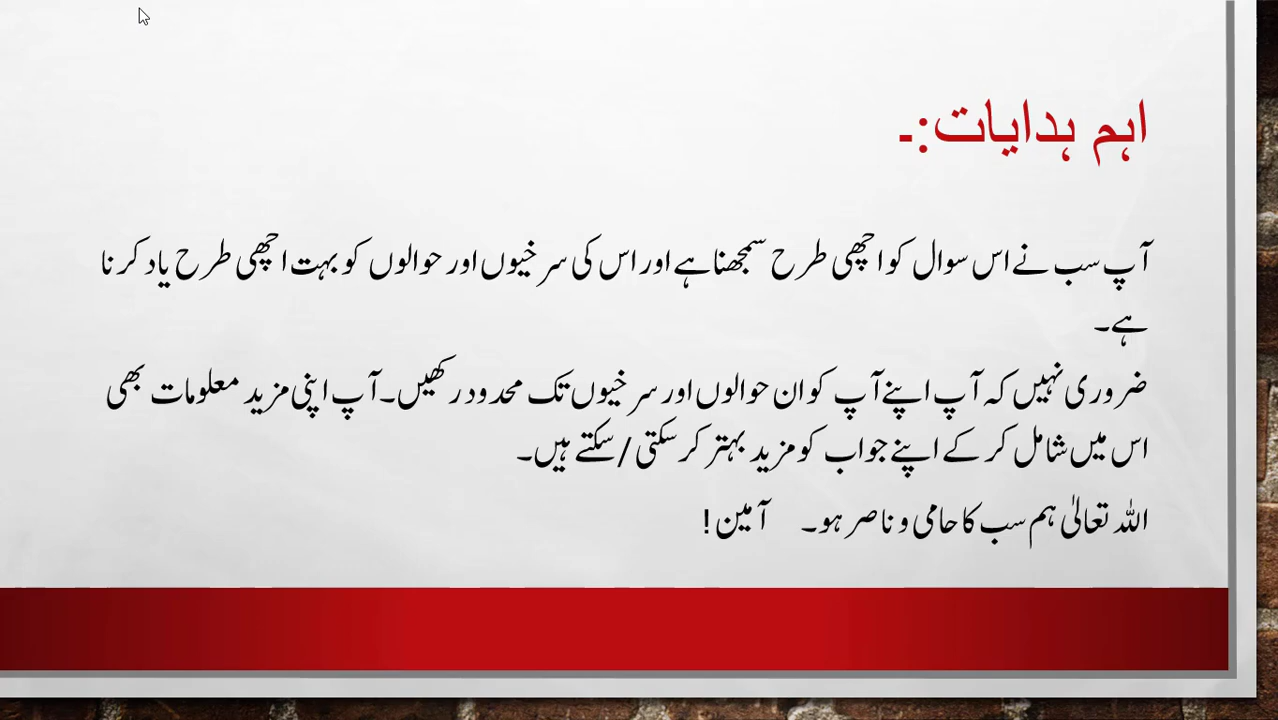 اہم ہدایات:۔
آپ سب نے اس سوال کو اچھی طرح سمجھنا ہے اور اس کی سرخیوں اور حوالوں کو بہت اچھی طرح یاد کرنا
ہے۔
ضروری نہیں کہ آپ اپنے آپ کو ان حوالوں اور سرخیوں تک محدود رکھیں۔ آپ اپنی مزید معلومات بھی
اس میں شامل کر کے اپنے جواب کو مزید بہتر کر سکتی /سکتے ہیں۔
اللہ تعالیٰ ہم سب کا حامی و ناصر ہو۔ آمین !